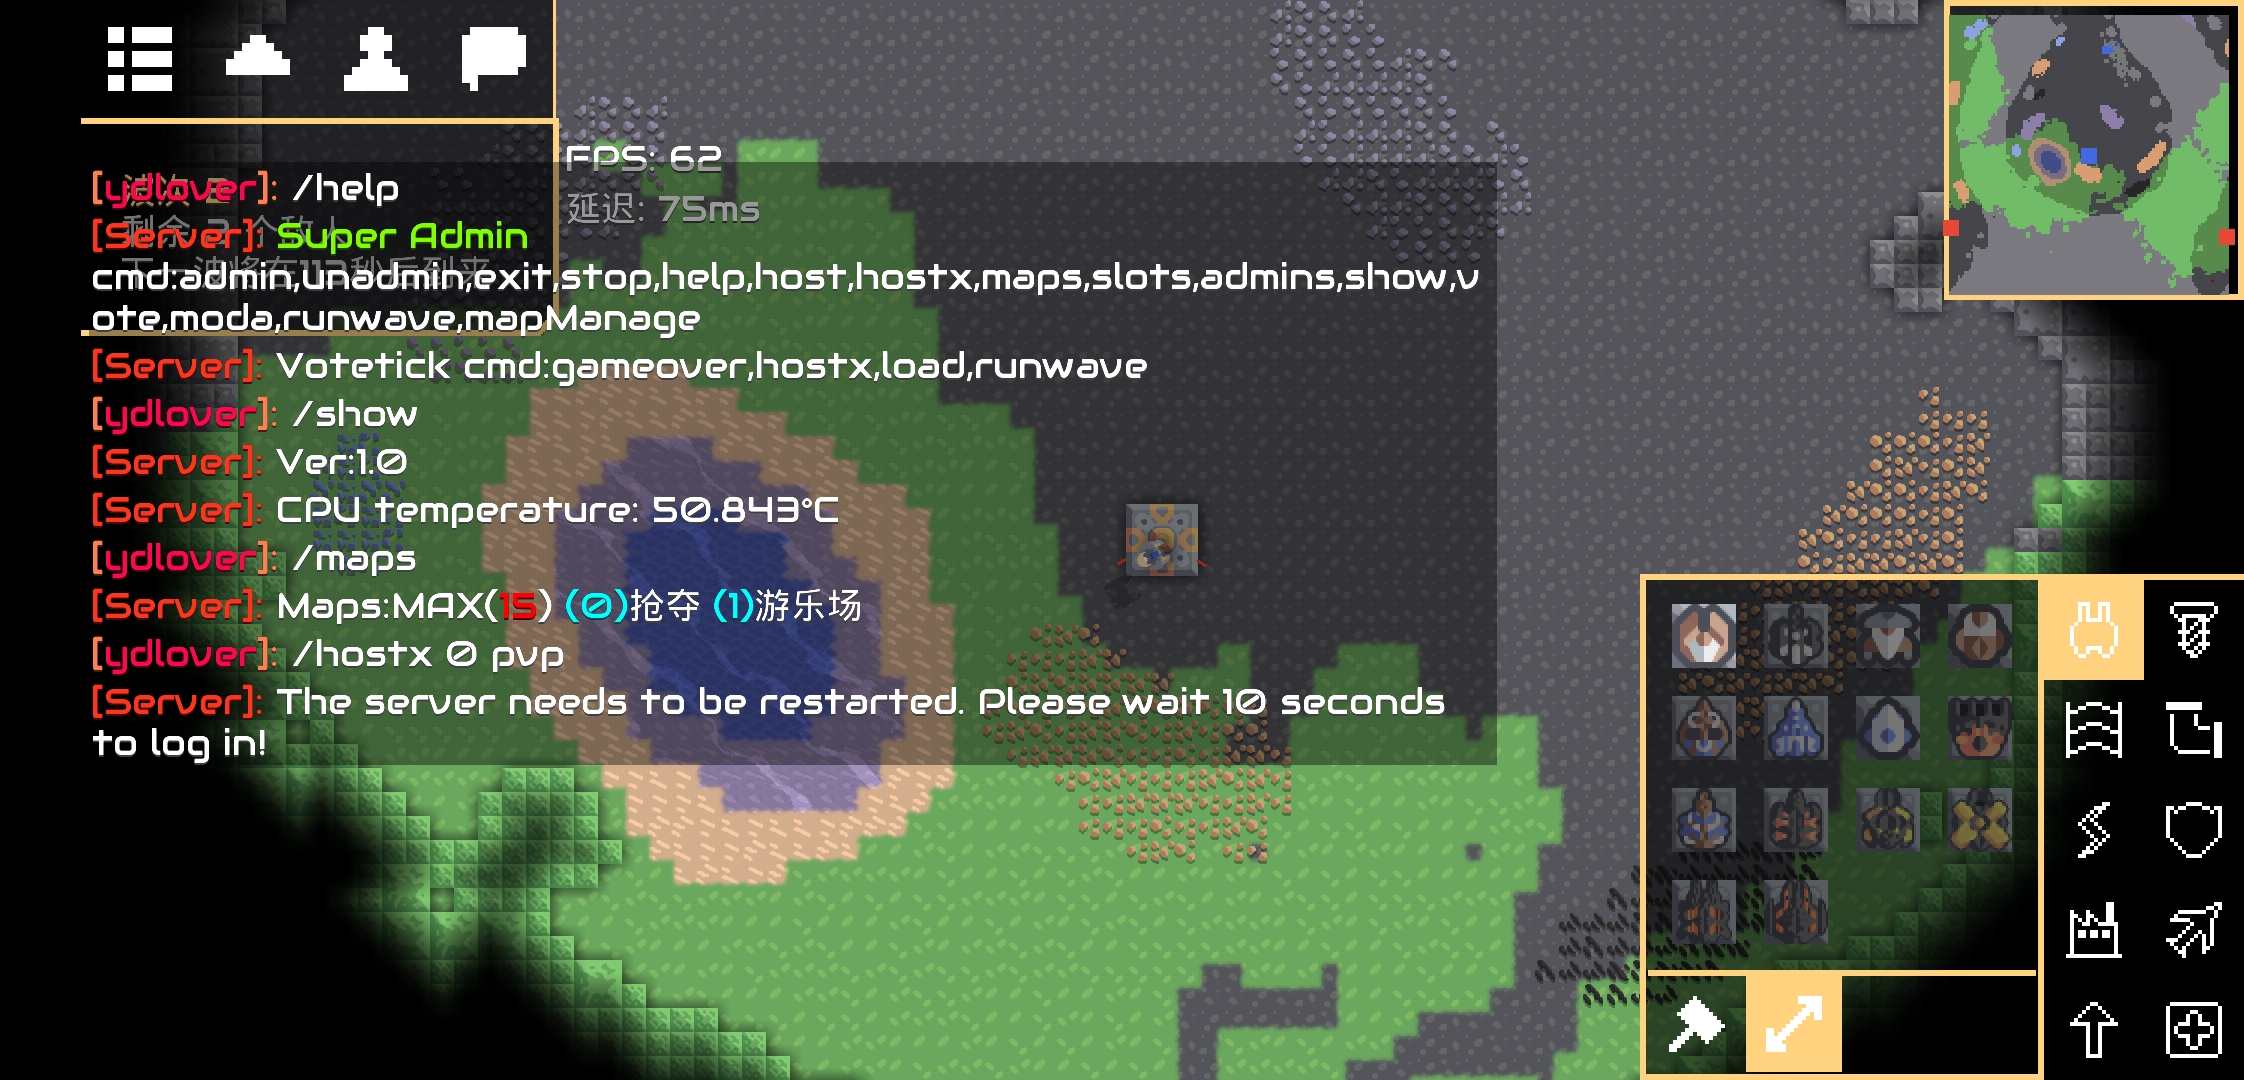 FPS: 62
延迟: 75ms
[ydlover]: /help
[Server]: Super Admin
cmd:admin,unadmin,exit,stop,help,host,hostx,maps,slots,admins,show,v
ote,moda,runwave,mapManage
[Server]: Votetick cmd:gameover,hostx,load,runwave
[ydlover]: /show
[Server]: Ver:1.0
[Server]: CPU temperature: 50.843°C
[ydlover]: /maps
[Server]: Maps:MAX(15) (0)抢夺 (1)游乐场
[ydlover]: /hostx 0 pvp
[Server]: The server needs to be restarted. Please wait 10 seconds
to log in!